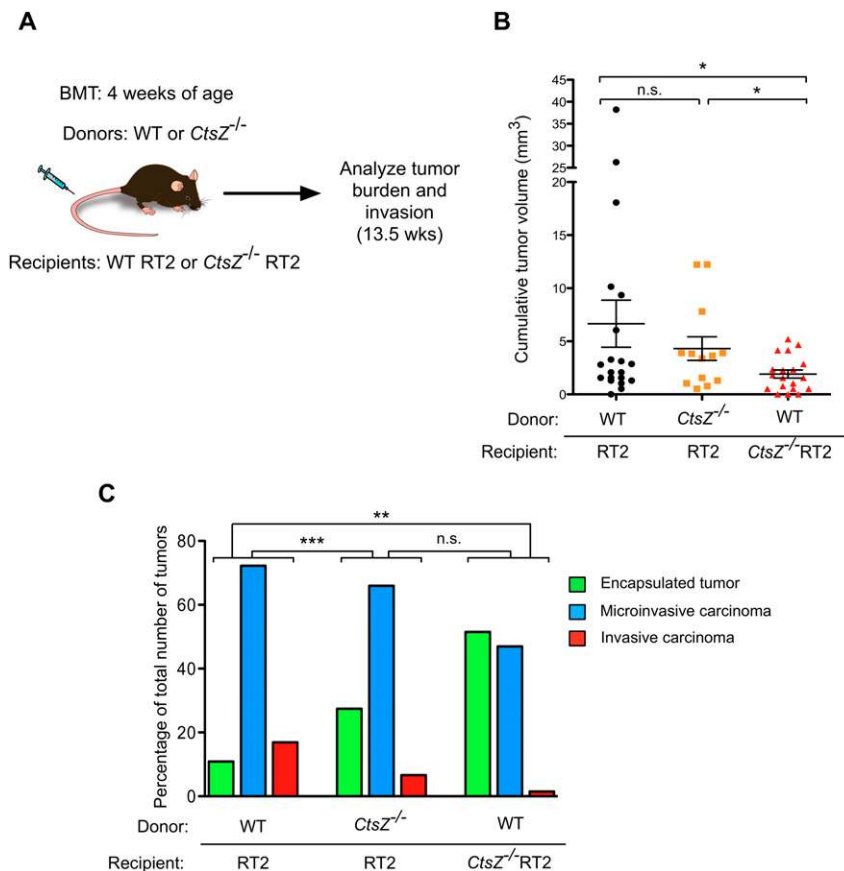 A
BMT: 4 weeks of age
Donors: WT or CtsZ-/-
Recipients: WT RT2 or CtsZ-/- RT2
Analyze tumor
burden and
invasion
(13.5 wks)
B
*
n.s. *
Cumulative tumor volume (mm3)
45
40
35
30
25
20
15
10
5
0
Donor: WT CtsZ-/- WT
Recipient: RT2 RT2 CtsZ-/-RT2
C
**
*** n.s.
Percentage of total number of tumors
80
60
40
20
0
Encapsulated tumor
Microinvasive carcinoma
Invasive carcinoma
Donor: WT CtsZ-/- WT
Recipient: RT2 RT2 CtsZ-/-RT2